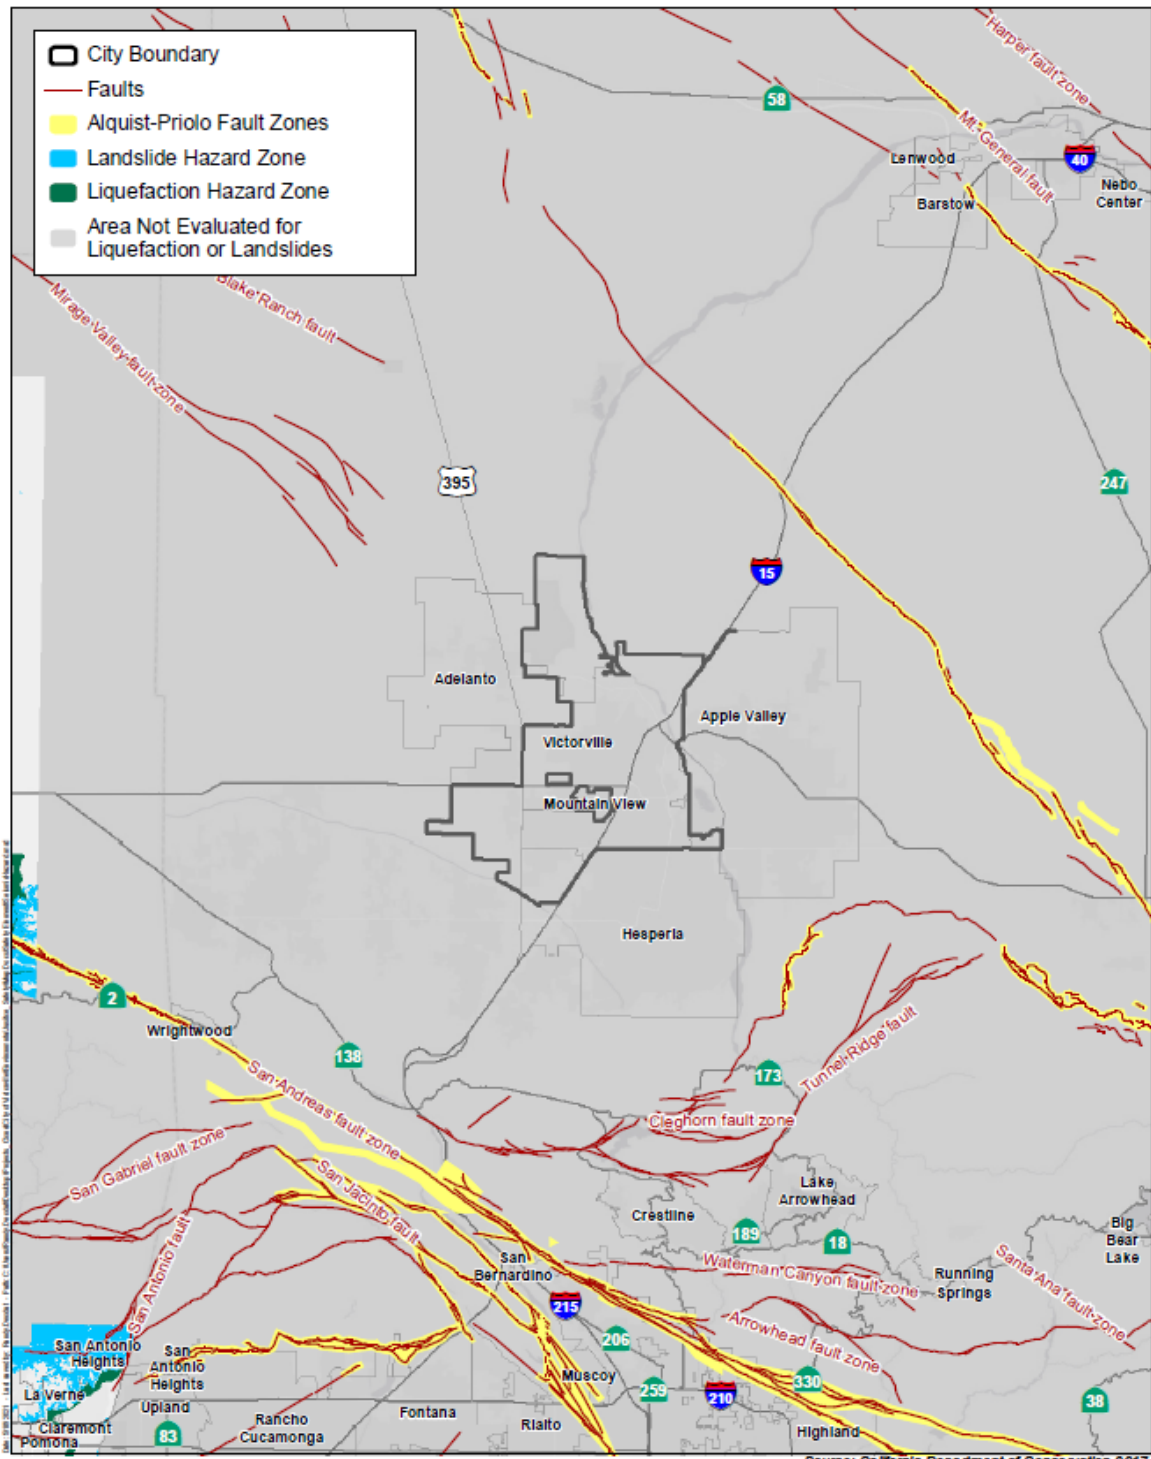 City Boundary
Faults
Alquist-Priolo Fault Zones
Landslide Hazard Zone
Liquefaction Hazard Zone
Area Not Evaluated for
Liquefaction or Landslides
Harper fault zone
58
Mt. General fault
Lenwood
40
Nebo
Center
Barstow
Blake Ranch fault
Mirage Valley fault zone
395
247
15
Adelanto
Apple Valley
Victorville
Mountain View
Hesperia
2
Wrightwood
138
173
Tunnel Ridge fault
San Andreas fault zone
Cleghorn fault zone
San Gabriel fault zone
San Jacinto fault
Lake
Arrowhead
Crestline
189
18
Big
Bear
Lake
San Antonio fault
San
Bernardino
Waterman Canyon fault zone
Running
Springs
Santa Ana fault zone
215
206
Arrowhead fault zone
San Antonio
Heights
San
Antonio
Heights
Muscoy
330
259
210
38
La Verne
Upland
Claremont
Pomona
83
Rancho
Cucamonga
Fontana
Rialto
Highland
Source: California Department of Conservation 2017